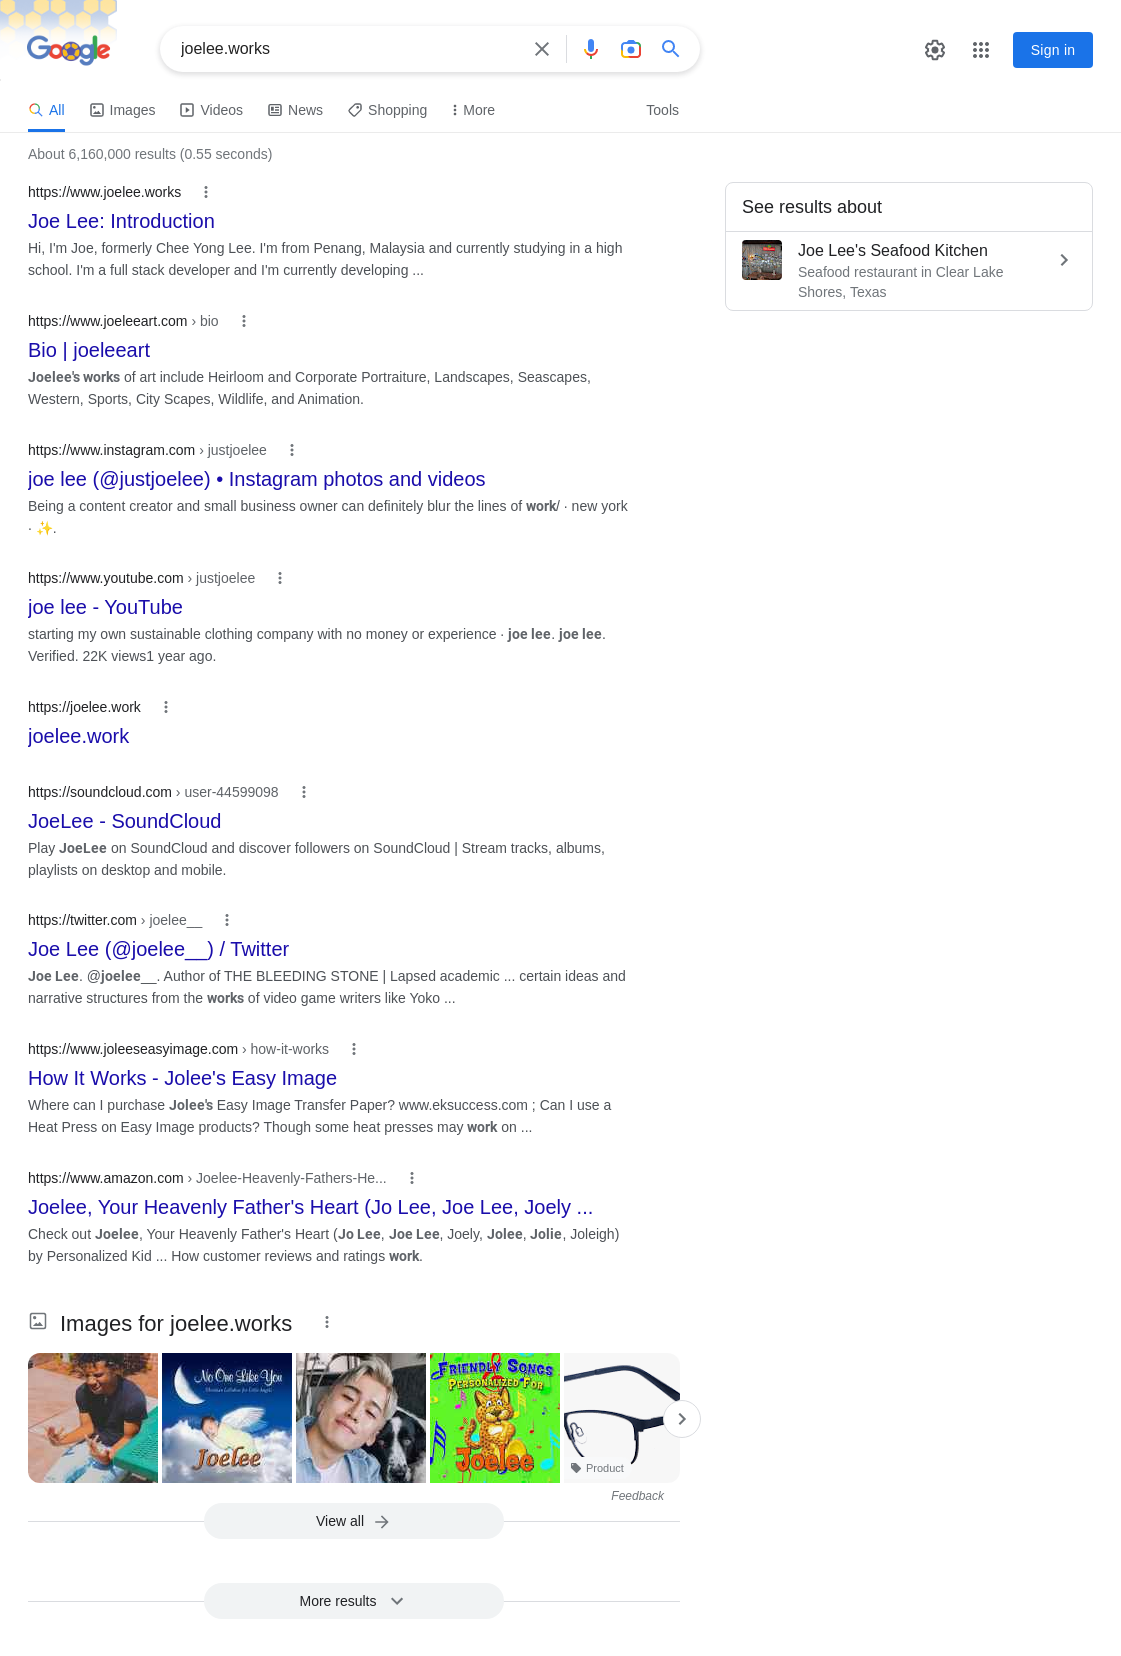 Google
joelee.works
Sign in
All
Images
Videos
News
Shopping
More
Tools
About 6,160,000 results (0.55 seconds)
https://www.joelee.works
Joe Lee: Introduction
Hi, I'm Joe, formerly Chee Yong Lee. I'm from Penang, Malaysia and currently studying in a high
school. I'm a full stack developer and I'm currently developing ...
https://www.joeleeart.com › bio
Bio | joeleeart
Joelee's works of art include Heirloom and Corporate Portraiture, Landscapes, Seascapes,
Western, Sports, City Scapes, Wildlife, and Animation.
https://www.instagram.com › justjoelee
joe lee (@justjoelee) • Instagram photos and videos
Being a content creator and small business owner can definitely blur the lines of work/ · new york
· ✨.
https://www.youtube.com › justjoelee
joe lee - YouTube
starting my own sustainable clothing company with no money or experience · joe lee. joe lee.
Verified. 22K views1 year ago.
https://joelee.work
joelee.work
https://soundcloud.com › user-44599098
JoeLee - SoundCloud
Play JoeLee on SoundCloud and discover followers on SoundCloud | Stream tracks, albums,
playlists on desktop and mobile.
https://twitter.com › joelee__
Joe Lee (@joelee__) / Twitter
Joe Lee. @joelee__. Author of THE BLEEDING STONE | Lapsed academic ... certain ideas and
narrative structures from the works of video game writers like Yoko ...
https://www.joleeseasyimage.com › how-it-works
How It Works - Jolee's Easy Image
Where can I purchase Jolee's Easy Image Transfer Paper? www.eksuccess.com ; Can I use a
Heat Press on Easy Image products? Though some heat presses may work on ...
https://www.amazon.com › Joelee-Heavenly-Fathers-He...
Joelee, Your Heavenly Father's Heart (Jo Lee, Joe Lee, Joely ...
Check out Joelee, Your Heavenly Father's Heart (Jo Lee, Joe Lee, Joely, Jolee, Jolie, Joleigh)
by Personalized Kid ... How customer reviews and ratings work.
See results about
Joe Lee's Seafood Kitchen
Seafood restaurant in Clear Lake
Shores, Texas
Images for joelee.works
No One Like You
Joelee
FRIENDLY SONGS
PERSONALIZED FOR
Joelee
Product
Feedback
View all
More results